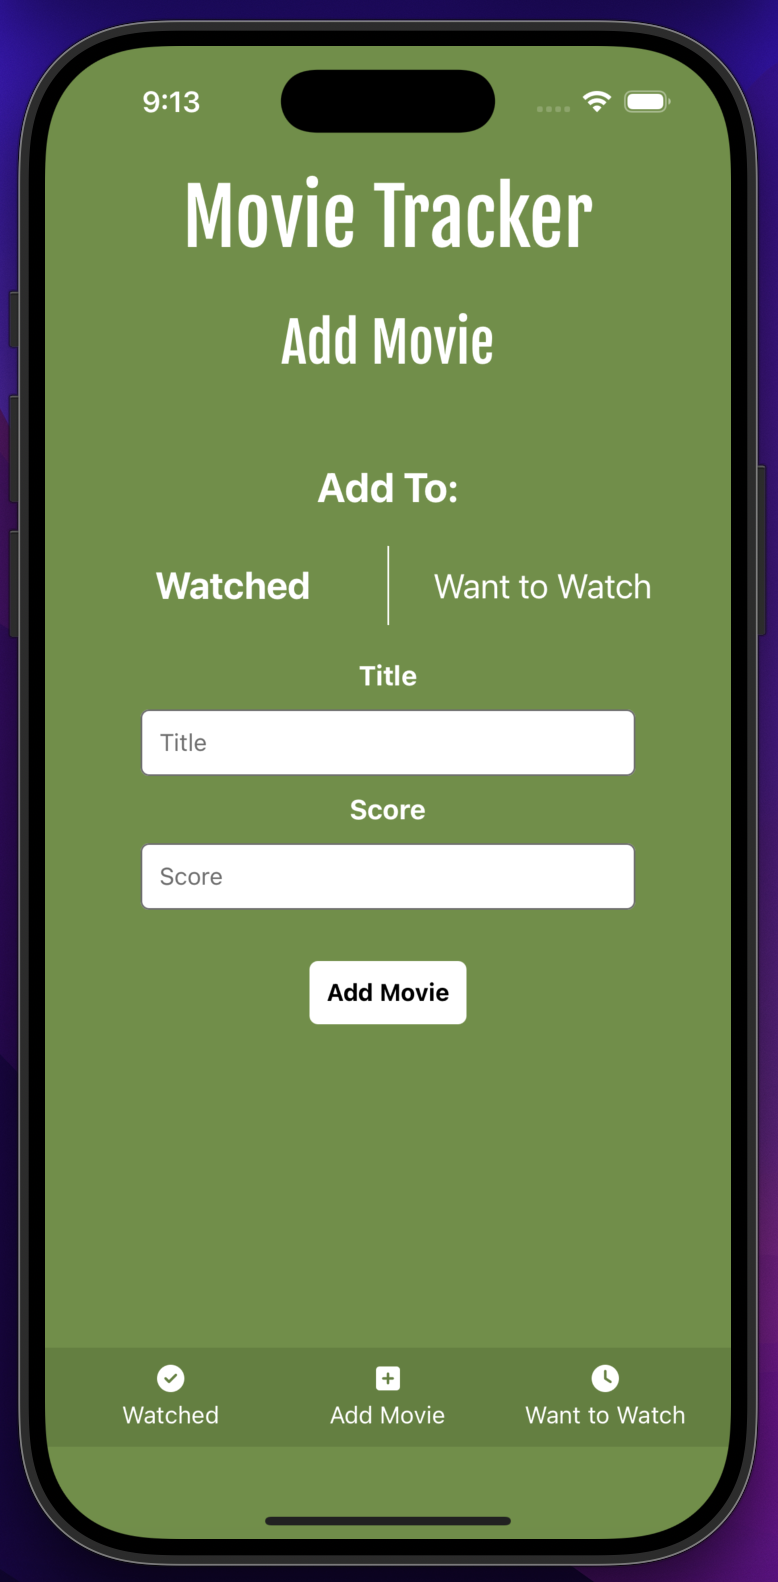 9:13
Movie Tracker
Add Movie
Add To:
Watched
Want to Watch
Title
Title
Score
Score
Add Movie
Watched
Add Movie
Want to Watch